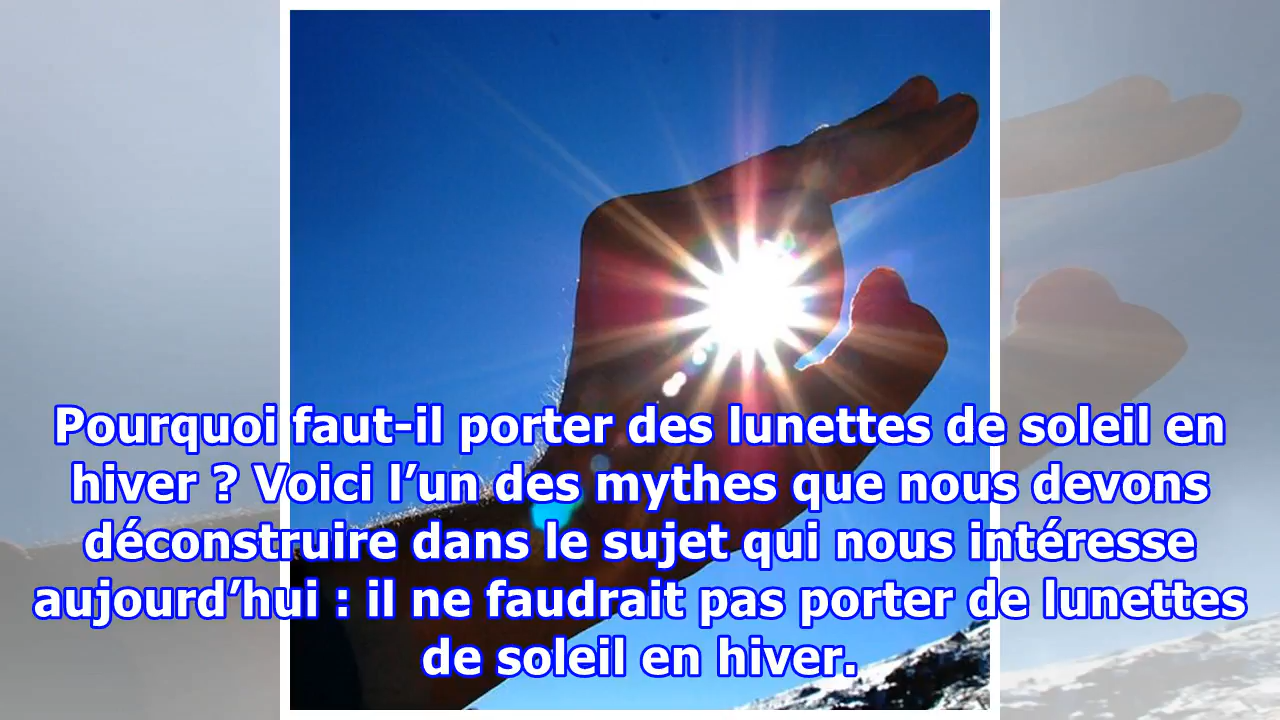 Pourquoi faut-il porter des lunettes de soleil en
hiver ? Voici l’un des mythes que nous devons
déconstruire dans le sujet qui nous intéresse
aujourd’hui : il ne faudrait pas porter de lunettes
de soleil en hiver.